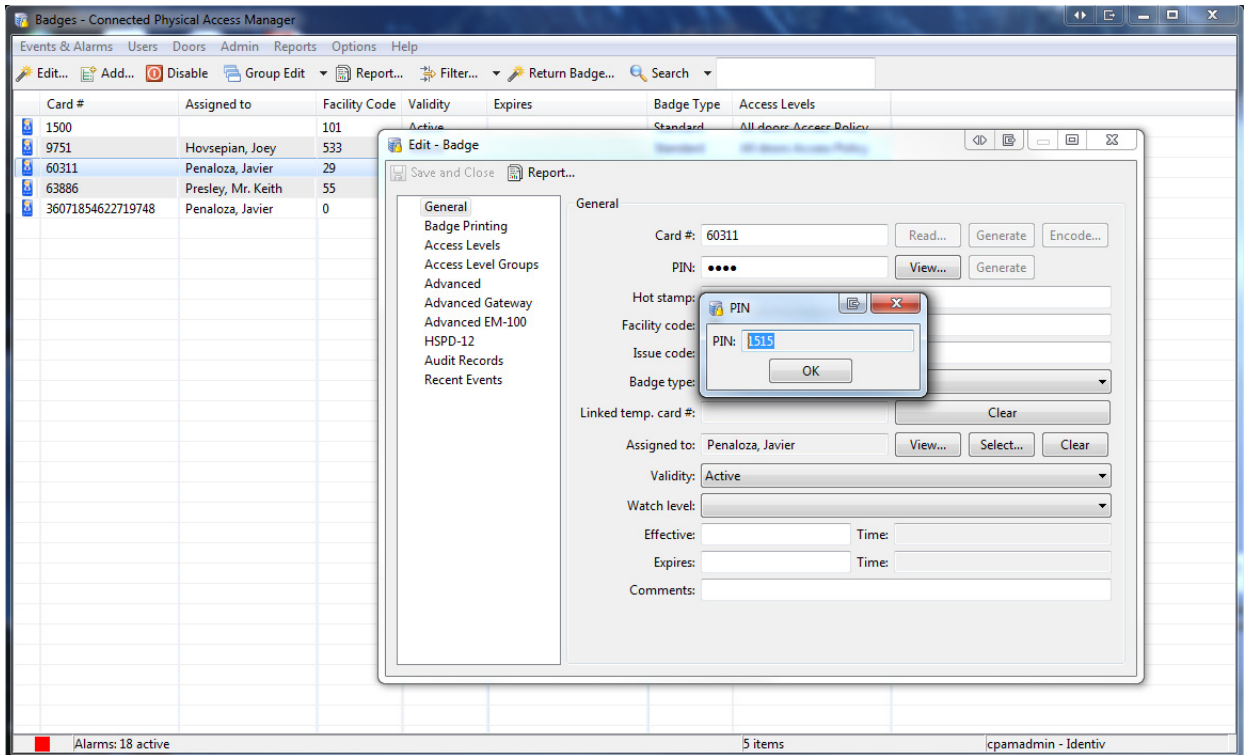 Badges - Connected Physical Access Manager
Events & Alarms Users Doors Admin Reports Options Help
Edit... Add... Disable Group Edit Report... Filter... Return Badge... Search
Card # Assigned to Facility Code Validity Expires Badge Type Access Levels
1500 101 Active Standard All doors Access Policy
9751 Hovsepian, Joey 533 Standard All doors Access Policy
60311 Penaloza, Javier 29
63886 Presley, Mr. Keith 55
36071854622719748 Penaloza, Javier 0
Edit - Badge
Save and Close Report...
General
Badge Printing
Access Levels
Access Level Groups
Advanced
Advanced Gateway
Advanced EM-100
HSPD-12
Audit Records
Recent Events
General
Card #: 60311 Read... Generate Encode...
PIN: •••• View... Generate
Hot stamp:
Facility code:
Issue code:
Badge type:
Linked temp. card #: Clear
Assigned to: Penaloza, Javier View... Select... Clear
Validity: Active
Watch level:
Effective: Time:
Expires: Time:
Comments:
PIN
PIN: 1515
OK
Alarms: 18 active 5 items cpamadmin - Identiv